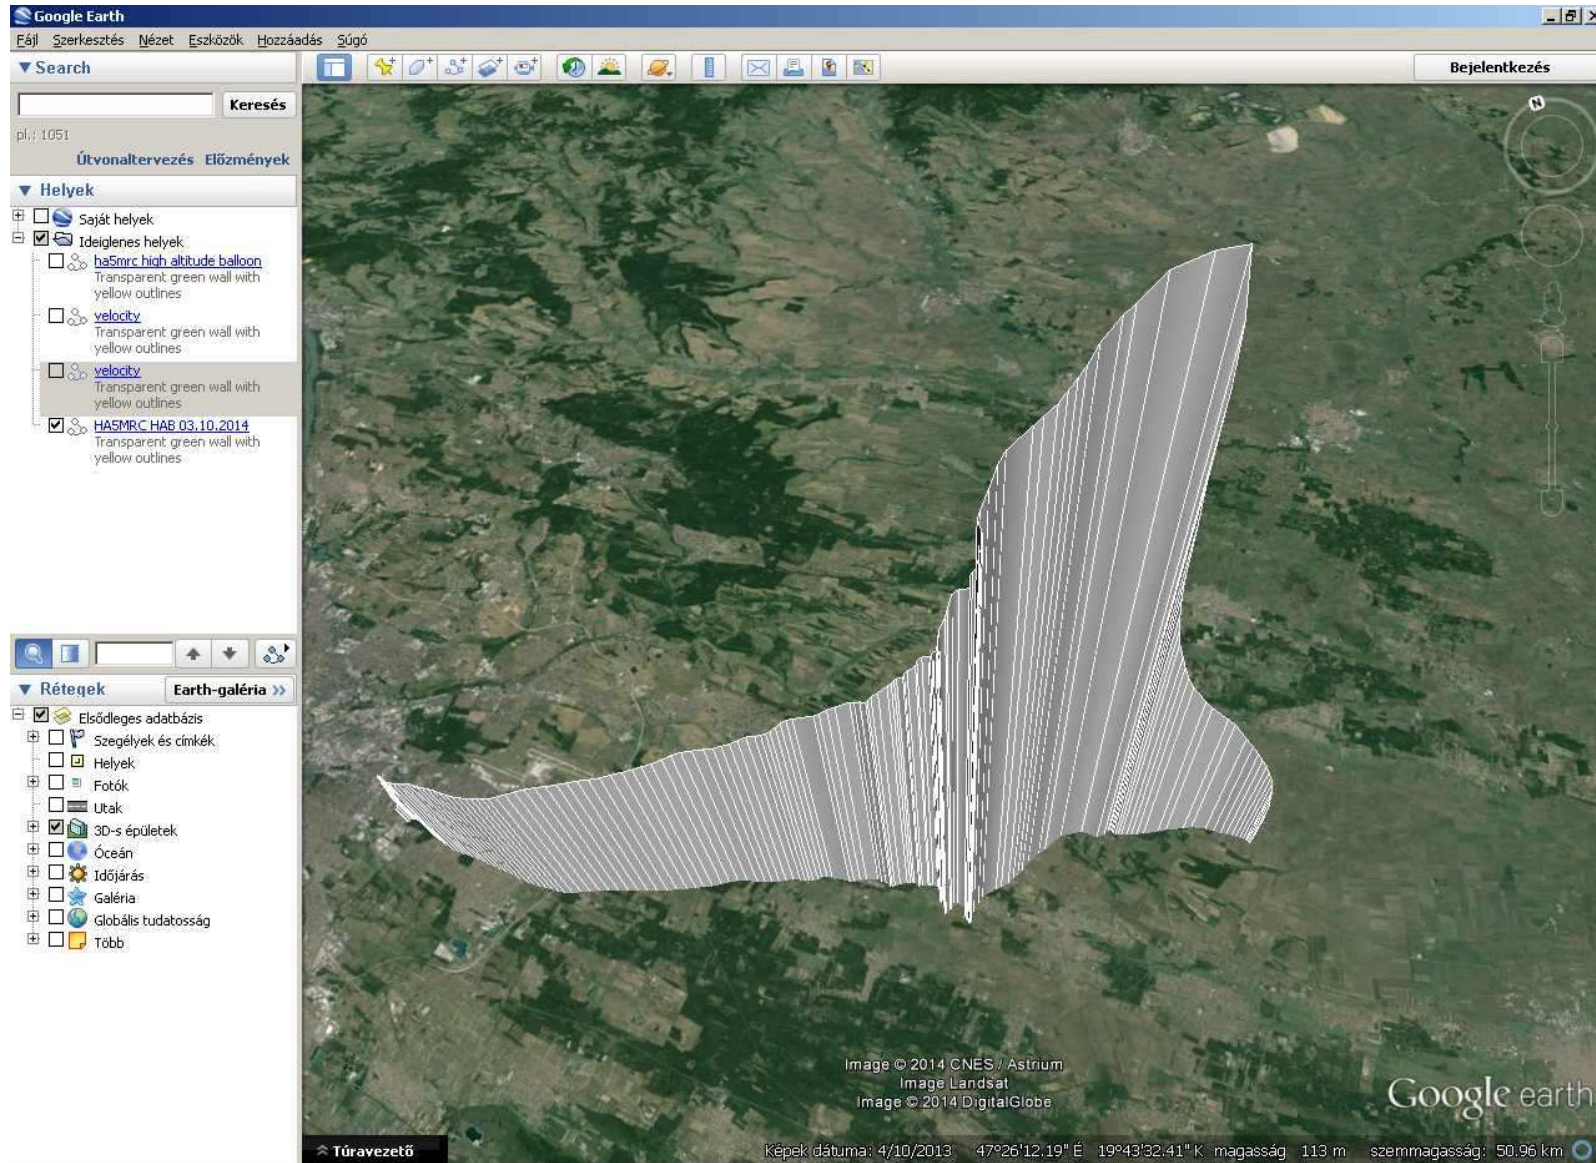 Google Earth
Fájl Szerkesztés Nézet Eszközök Hozzáadás Súgó
Search
Bejelentkezés
Keresés
pl.: 1051
Útvonaltervezés Előzmények
Helyek
Saját helyek
Ideiglenes helyek
ha5mrc high altitude balloon
Transparent green wall with
yellow outlines
velocity
Transparent green wall with
yellow outlines
velocity
Transparent green wall with
yellow outlines
HA5MRC HAB 03.10.2014
Transparent green wall with
yellow outlines
Rétegek
Earth-galéria »
Elsődleges adatbázis
Szegélyek és címkék
Helyek
Fotók
Utak
3D-s épületek
Óceán
Időjárás
Galéria
Globális tudatosság
Több
N
Image © 2014 CNES / Astrium
Image Landsat
Image © 2014 DigitalGlobe
Google earth
Túravezető
Képek dátuma: 4/10/2013 47°26'12.19" É 19°43'32.41" K magasság 113 m szemmagasság: 50.96 km